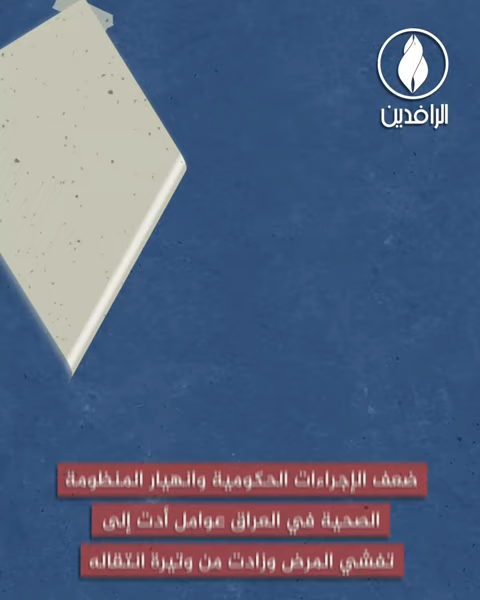 الرافدين
ضعف الإجراءات الحكومية وانهيار المنظومة
الصحية في العراق عوامل أدت إلى
تفشي المرض وزادت من وتيرة انتقاله